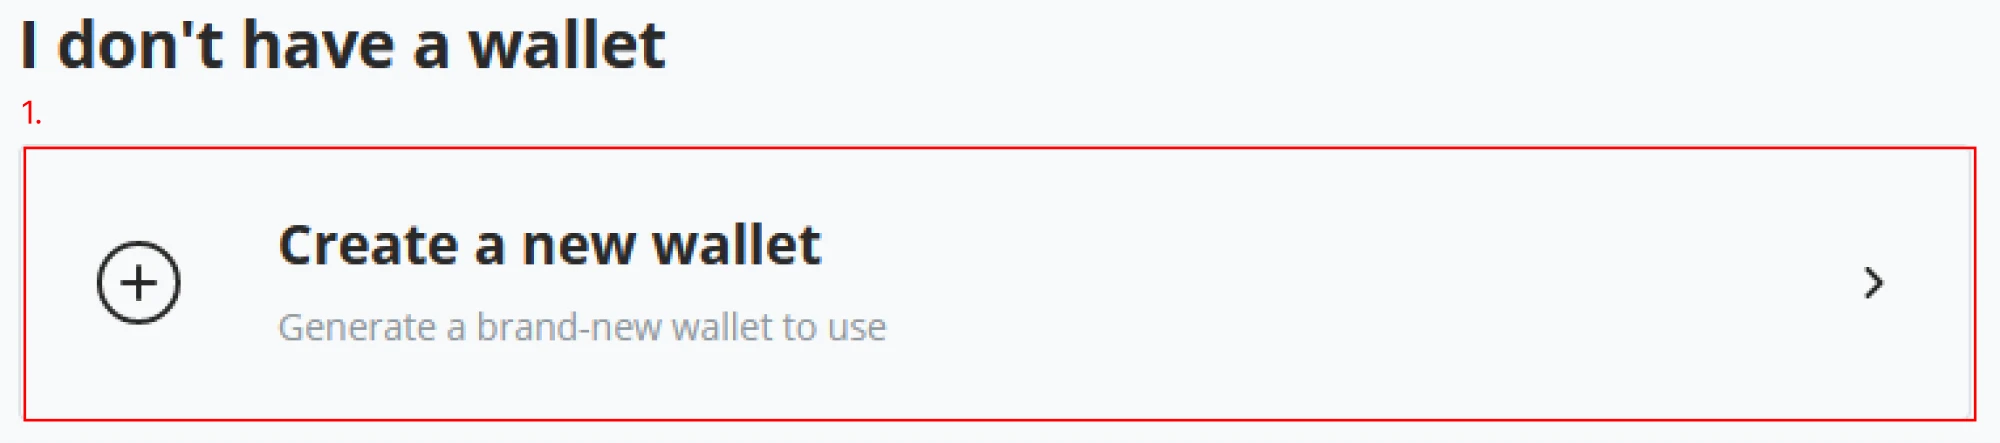 I don't have a wallet
1.
Create a new wallet
Generate a brand-new wallet to use